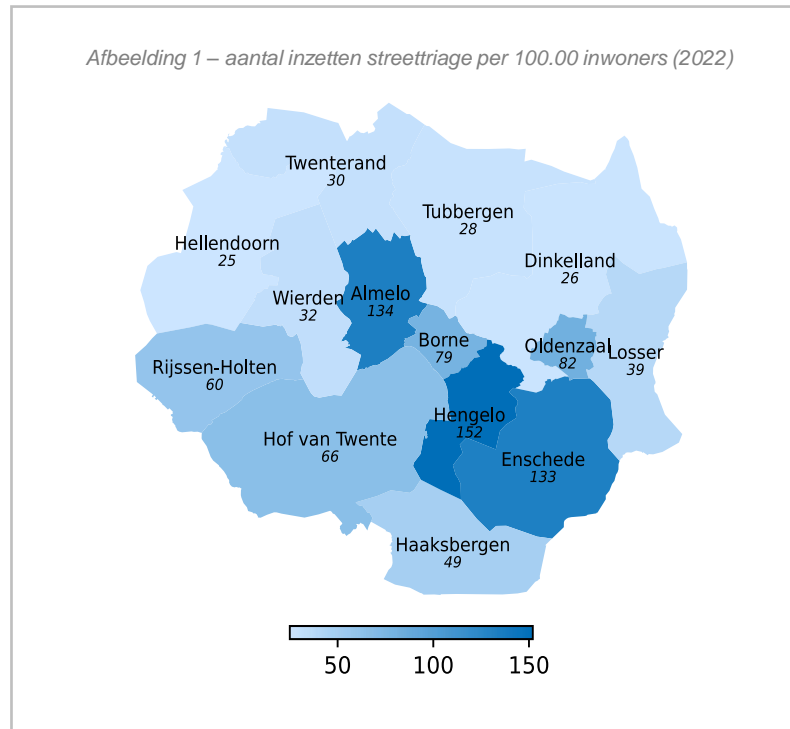 Afbeelding 1 – aantal inzetten streettriage per 100.00 inwoners (2022)
Twenterand
30
Tubbergen
28
Hellendoorn
25
Dinkelland
26
Wierden
32
Almelo
134
Borne
79
Oldenzaal
82
Losser
39
Rijssen-Holten
60
Hengelo
152
Hof van Twente
66
Enschede
133
Haaksbergen
49
50 100 150